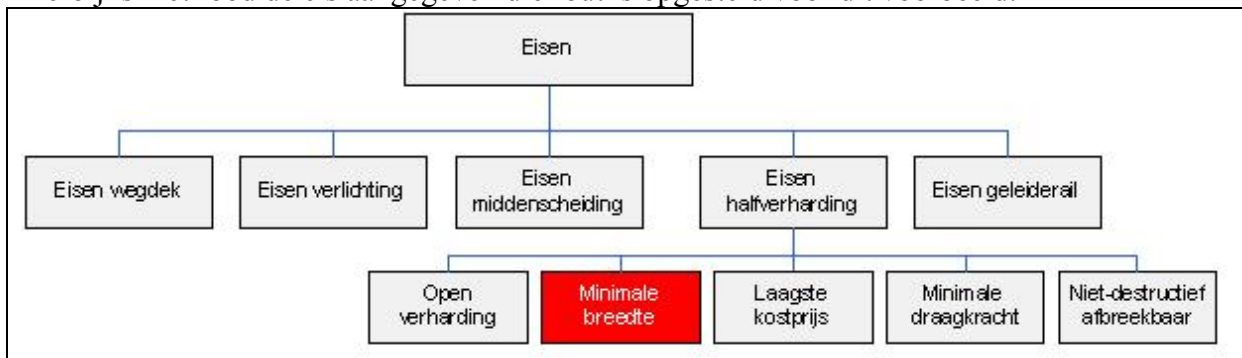 Eisen
Eisen wegdek
Eisen verlichting
Eisen
middenscheiding
Eisen
halfverharding
Eisen geleiderail
Open
verharding
Minimale
breedte
Laagste
kostprijs
Minimale
draagkracht
Niet-destructief
afbreekbaar